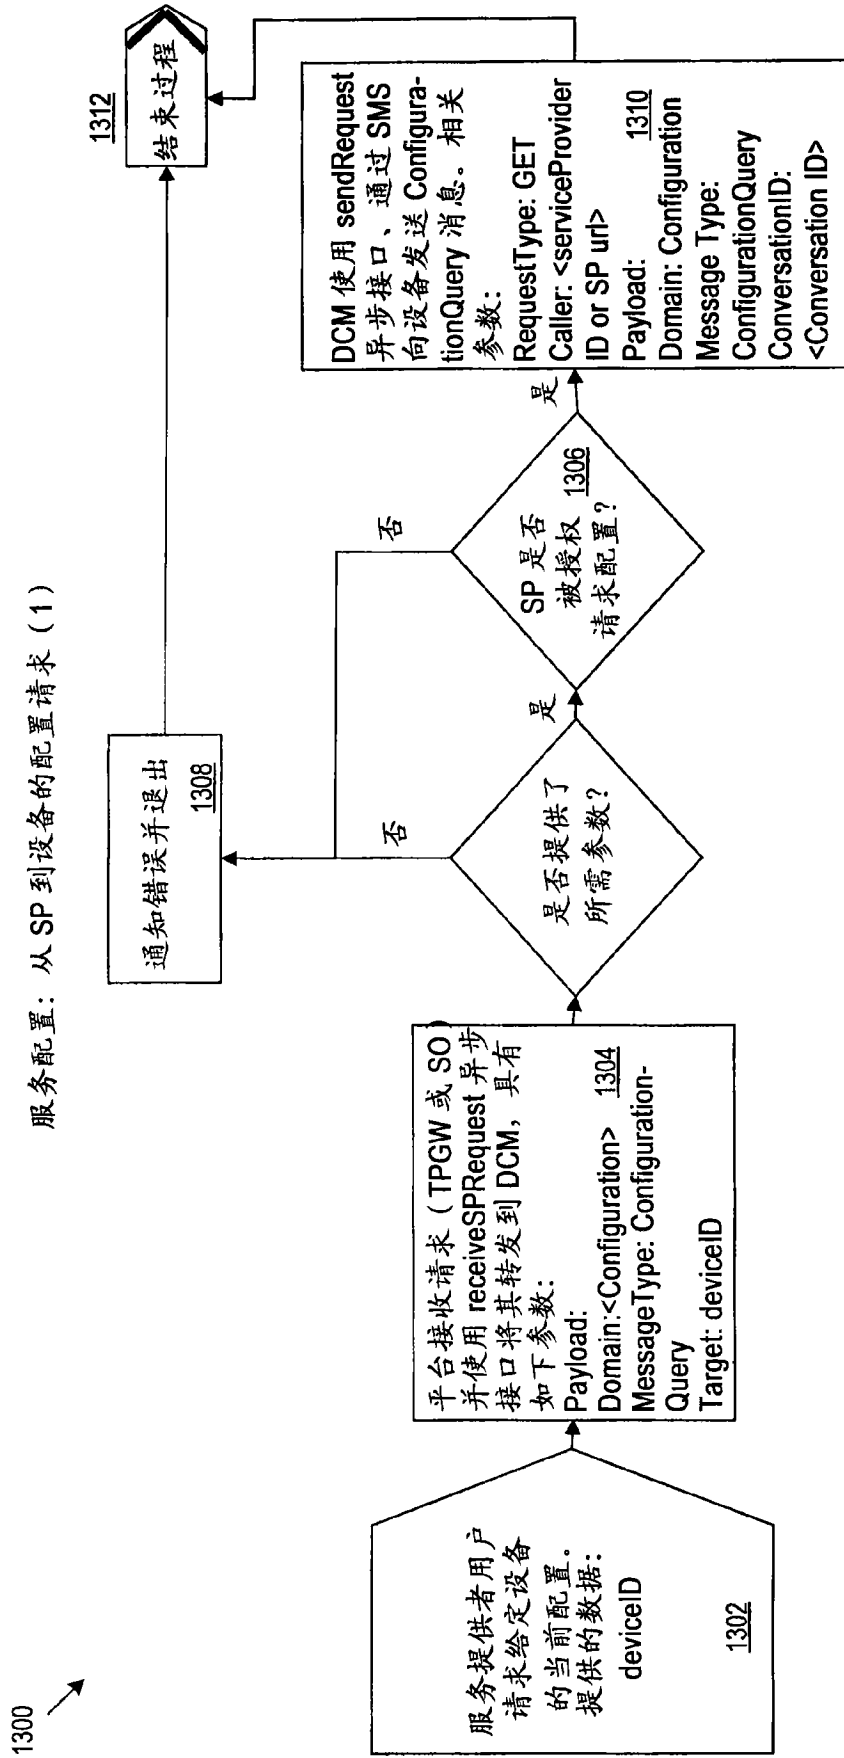 1300
服务配置：从SP到设备的配置请求（1）
服务提供者用户
请求给定设备
的当前配置.
提供的数据：
deviceID
1302
平台接收请求（TPGW 或 SO）
并使用 receiveSPRequest 异步
接口将其转发到 DCM，具有
如下参数：
Payload:
Domain:<Configuration>
1304
MessageType: Configuration-
Query
Target: deviceID
是否提供了
所需参数？
否
是
通知错误并退出
1308
SP 是否
被授权
请求配置？
1306
否
是
DCM 使用 sendRequest
异步接口、通过 SMS
向设备发送 Configura-
tionQuery 消息。相关
参数：
RequestType: GET
Caller: <serviceProvider
ID or SP url>
Payload:
1310
Domain: Configuration
Message Type:
ConfigurationQuery
ConversationID:
<Conversation ID>
1312
结束过程